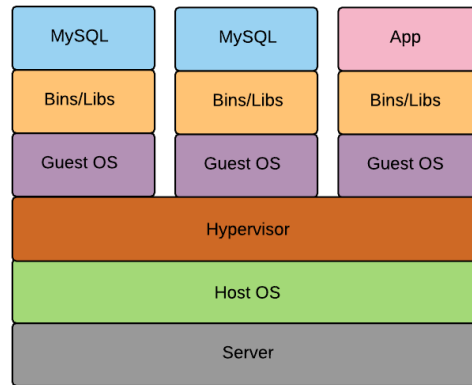 MySQL MySQL App
Bins/Libs Bins/Libs Bins/Libs
Guest OS Guest OS Guest OS
Hypervisor
Host OS
Server